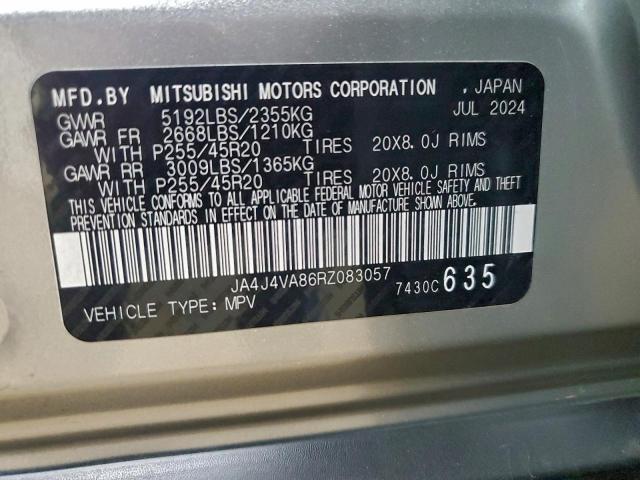 MFD.BY MITSUBISHI MOTORS CORPORATION . JAPAN
GVWR 5192LBS/2355KG JUL 2024
GAWR FR 2668LBS/1210KG
WITH P255/45R20 TIRES 20X8.0J RIMS
GAWR RR 3009LBS/1365KG
WITH P255/45R20 TIRES 20X8.0J RIMS
THIS VEHICLE CONFORMS TO ALL APPLICABLE FEDERAL MOTOR VEHICLE SAFETY AND THEFT
PREVENTION STANDARDS IN EFFECT ON THE DATE OF MANUFACTURE SHOWN ABOVE.
JA4J4VA86RZ083057 7430C 635
VEHICLE TYPE: MPV